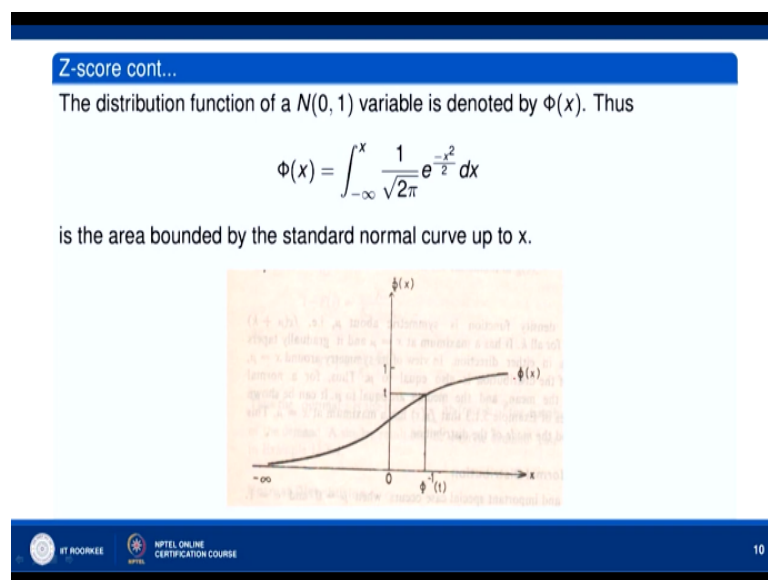 Z-score cont...
The distribution function of a N(0, 1) variable is denoted by Φ(x). Thus
Φ(x) = ∫_{-∞}^{x} 1/√2π e^{-x²/2} dx
is the area bounded by the standard normal curve up to x.
ϕ(x)
1
t
ϕ(x)
-∞
0
ϕ⁻¹(t)
x
IIT ROORKEE
NPTEL ONLINE
CERTIFICATION COURSE
NPTEL
10